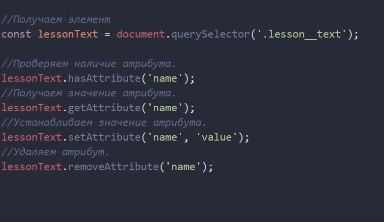 //Получаем элемент
const lessonText = document.querySelector('.lesson__text');
//Проверяем наличие атрибута.
lessonText.hasAttribute('name');
//Получаем значение атрибута.
lessonText.getAttribute('name');
//Устанавливаем значение атрибута.
lessonText.setAttribute('name', 'value');
//Удаляем атрибут.
lessonText.removeAttribute('name');